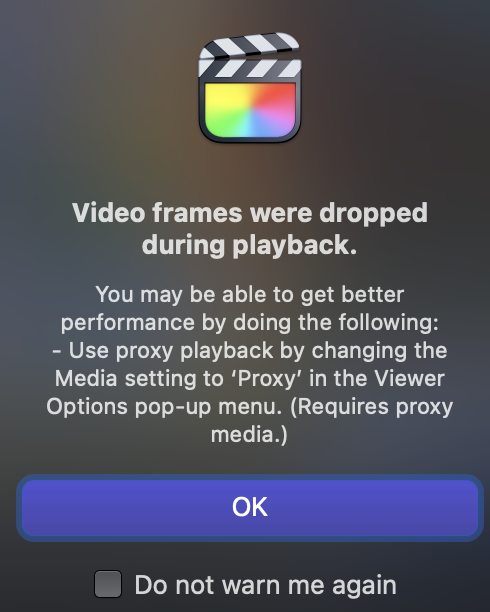 Video frames were dropped
during playback.
You may be able to get better
performance by doing the following:
- Use proxy playback by changing the
Media setting to ‘Proxy’ in the Viewer
Options pop-up menu. (Requires proxy
media.)
OK
Do not warn me again